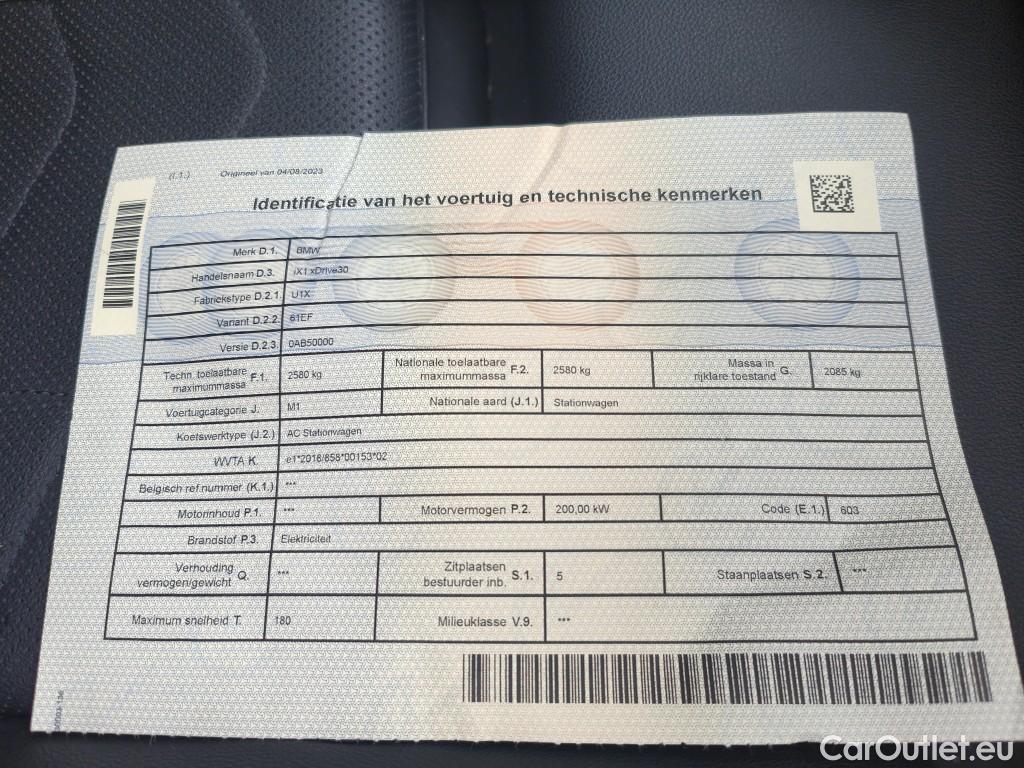 (I.1.) Origineel van 04/08/2023
Identificatie van het voertuig en technische kenmerken
Merk D.1. BMW
Handelsnaam D.3. iX1 xDrive30
Fabriekstype D.2.1. U1X
Variant D.2.2. 61EF
Versie D.2.3. 0AB50000
Techn. toelaatbare maximummassa F.1. 2580 kg Nationale toelaatbare maximummassa F.2. 2580 kg Massa in rijklare toestand G. 2085 kg
Voertuigcategorie J. M1 Nationale aard (J.1.) Stationwagen
Koetswerktype (J.2.) AC Stationwagen
WVTA K. e1*2018/858*00153*02
Belgisch ref.nummer (K.1.) ***
Motorinhoud P.1. *** Motorvermogen P.2. 200,00 kW Code (E.1.) 603
Brandstof P.3. Elektriciteit
Verhouding vermogen/gewicht Q. *** Zitplaatsen bestuurder inb. S.1. 5 Staanplaatsen S.2. ***
Maximum snelheid T. 180 Milieuklasse V.9. ***
CarOutlet.eu